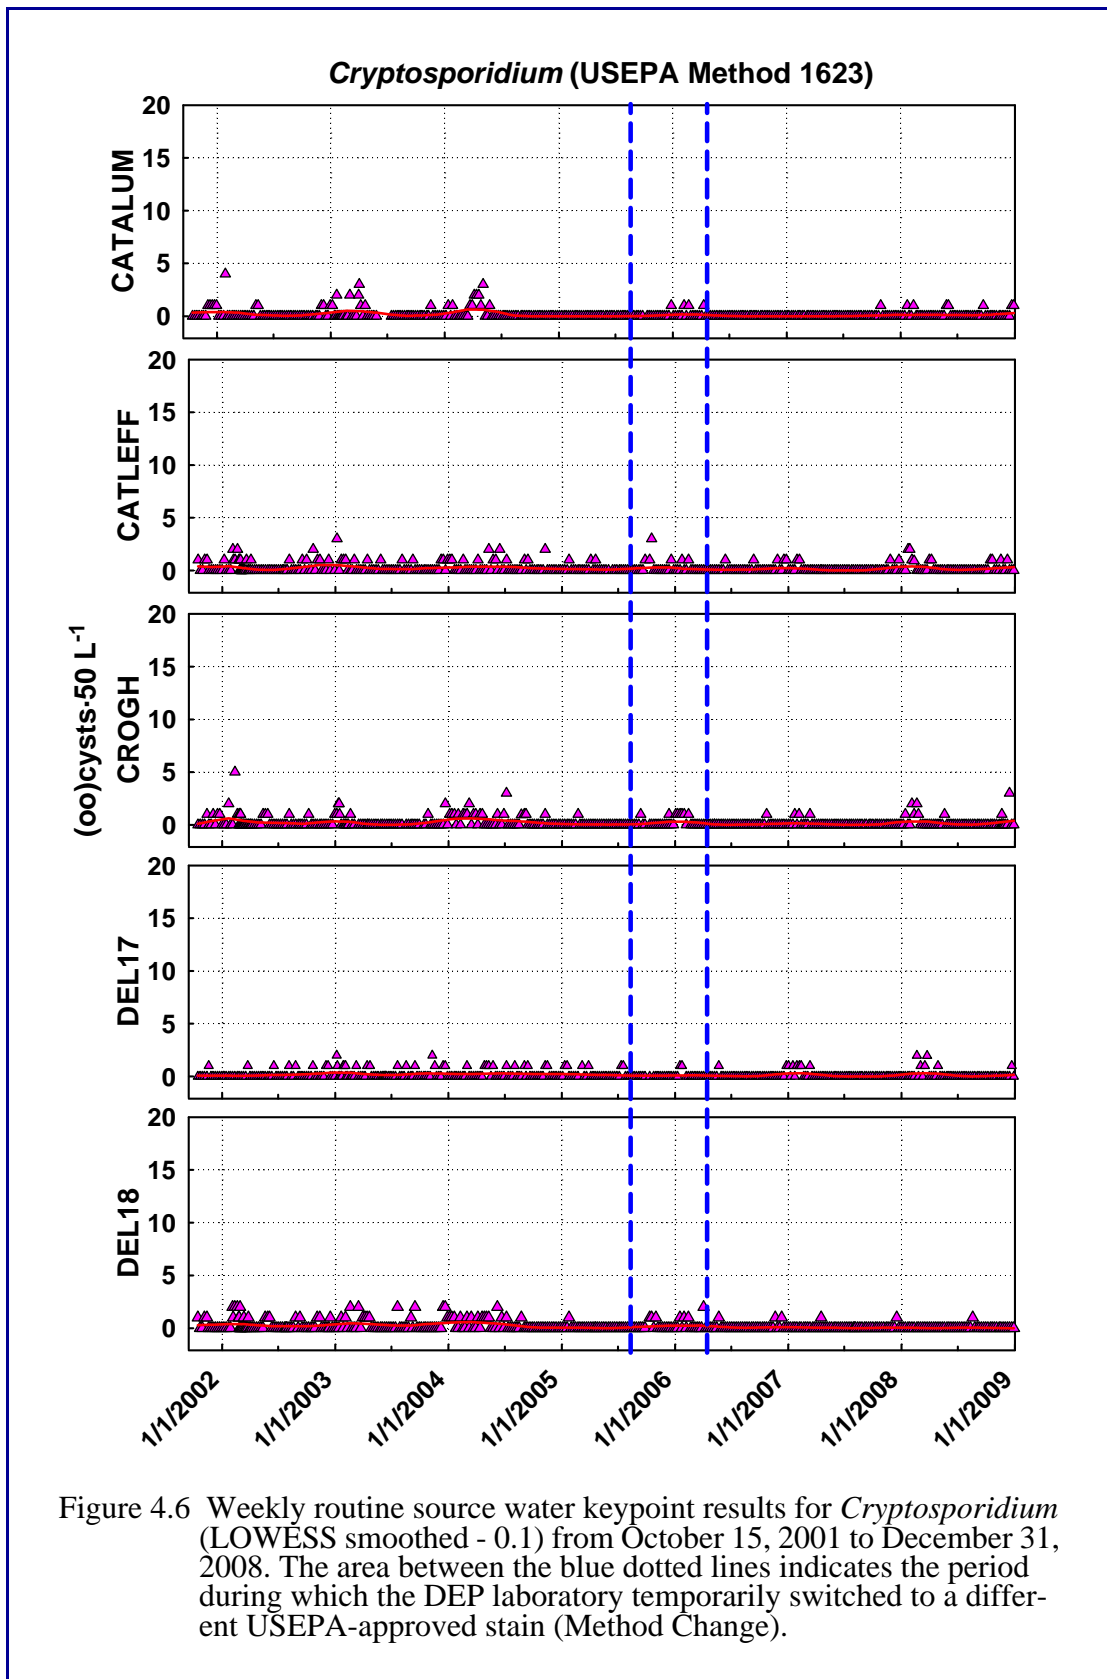 Cryptosporidium (USEPA Method 1623)
(oo)cysts·50 L-1
CATALUM
20
15
10
5
0
CATLEFF
20
15
10
5
0
CROGH
20
15
10
5
0
DEL17
20
15
10
5
0
DEL18
20
15
10
5
0
1/1/2002
1/1/2003
1/1/2004
1/1/2005
1/1/2006
1/1/2007
1/1/2008
1/1/2009
Figure 4.6 Weekly routine source water keypoint results for Cryptosporidium
(LOWESS smoothed - 0.1) from October 15, 2001 to December 31,
2008. The area between the blue dotted lines indicates the period
during which the DEP laboratory temporarily switched to a differ-
ent USEPA-approved stain (Method Change).